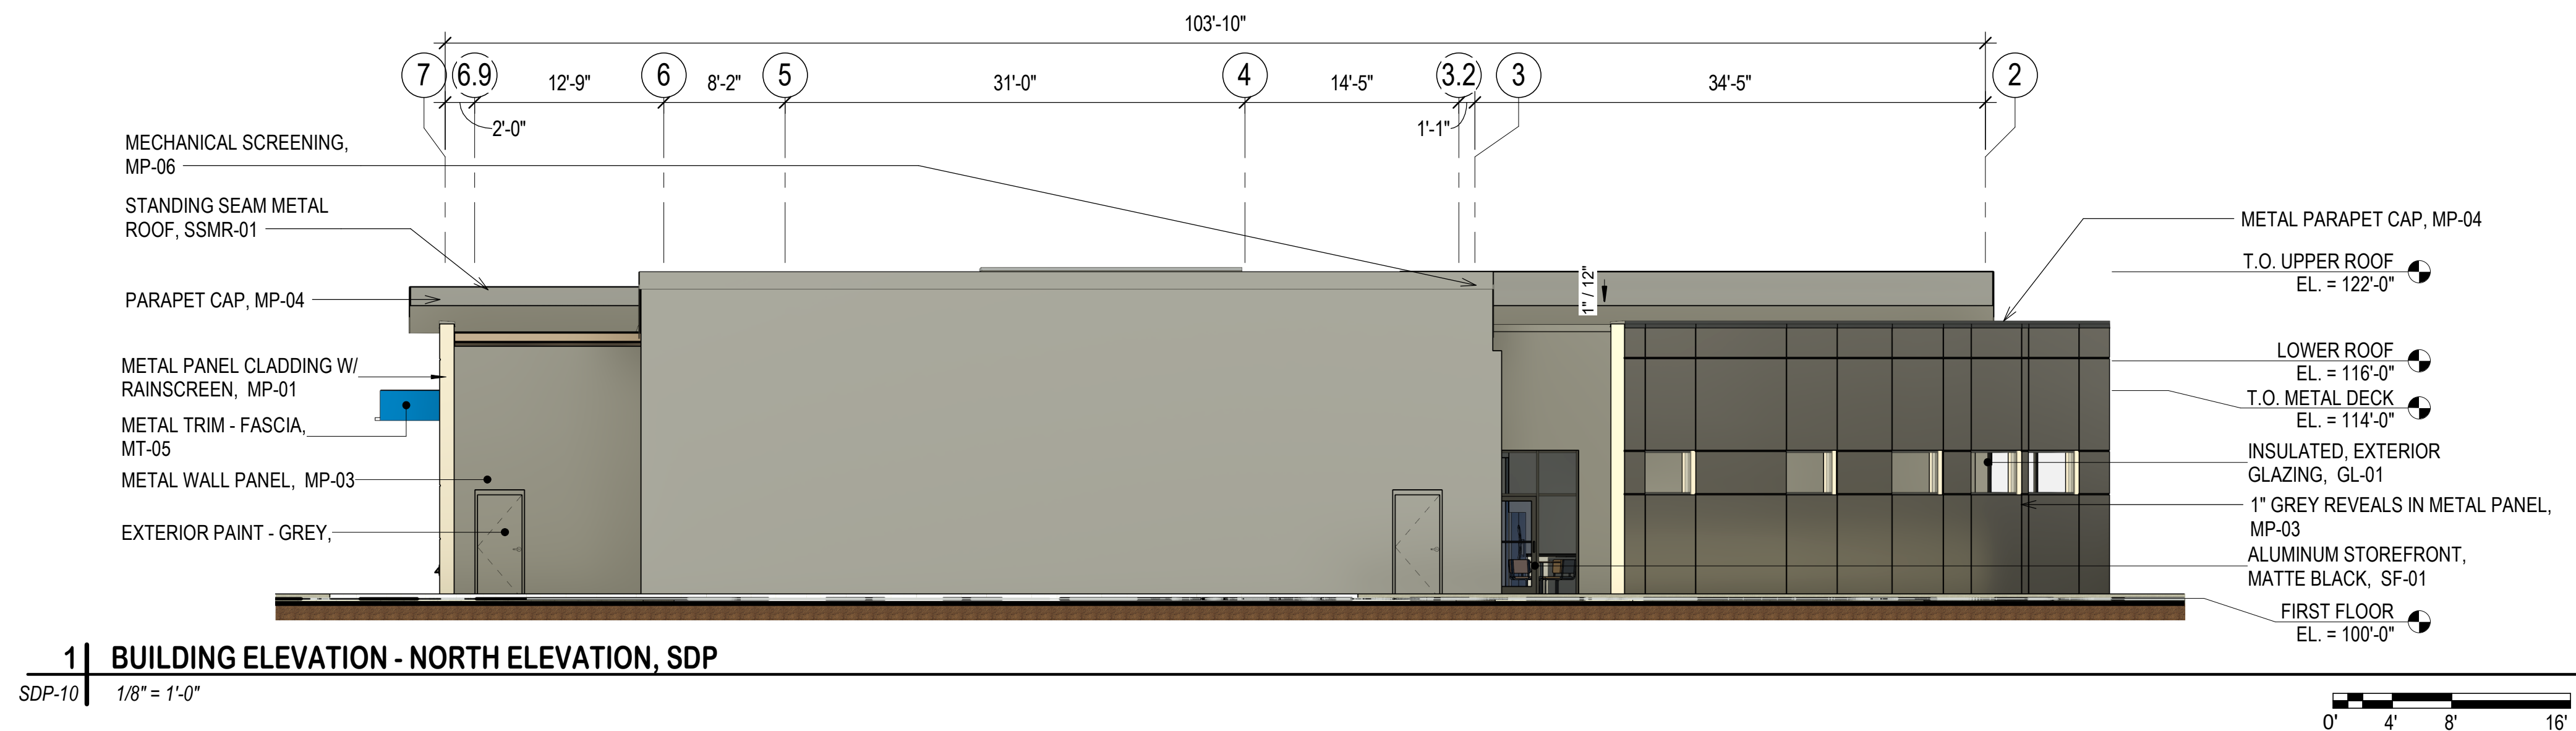 103'-10"
7
6.9
12'-9"
6
8'-2"
5
31'-0"
4
14'-5"
3.2
3
34'-5"
2
2'-0"
1'-1"
MECHANICAL SCREENING,
MP-06
STANDING SEAM METAL
ROOF, SSMR-01
PARAPET CAP, MP-04
METAL PANEL CLADDING W/
RAINSCREEN, MP-01
METAL TRIM - FASCIA,
MT-05
METAL WALL PANEL, MP-03
EXTERIOR PAINT - GREY,
1" / 12"
METAL PARAPET CAP, MP-04
T.O. UPPER ROOF
EL. = 122'-0"
LOWER ROOF
EL. = 116'-0"
T.O. METAL DECK
EL. = 114'-0"
INSULATED, EXTERIOR
GLAZING, GL-01
1" GREY REVEALS IN METAL PANEL,
MP-03
ALUMINUM STOREFRONT,
MATTE BLACK, SF-01
FIRST FLOOR
EL. = 100'-0"
1 BUILDING ELEVATION - NORTH ELEVATION, SDP
SDP-10 1/8" = 1'-0"
0' 4' 8' 16'